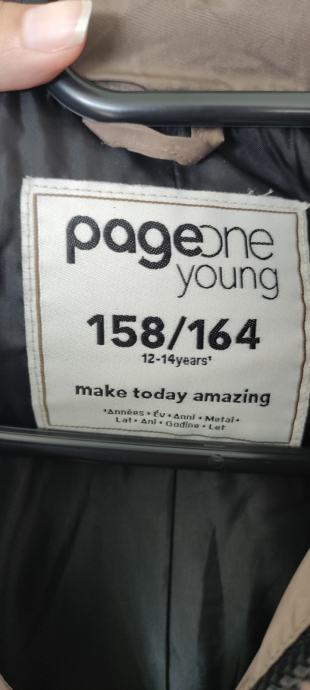 pageone
young
158/164
12-14years*
make today amazing
*Années • Év • Anni • Metai •
Lat • Ani • Godine • Let